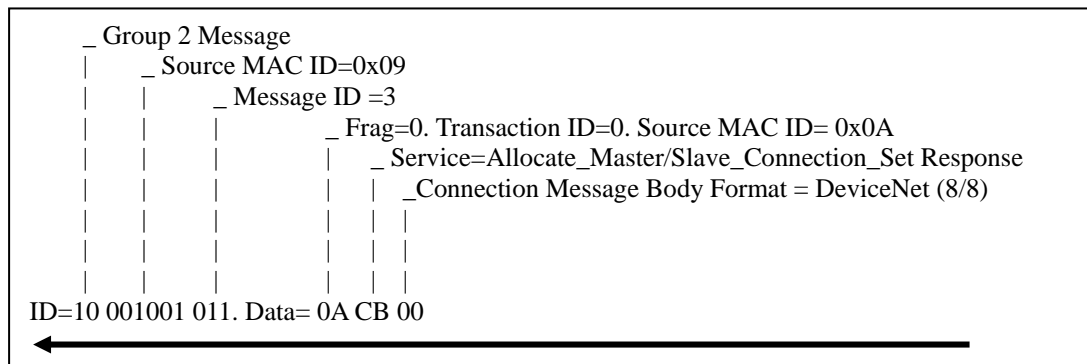 _ Group 2 Message
_ Source MAC ID=0x09
_ Message ID =3
_ Frag=0. Transaction ID=0. Source MAC ID= 0x0A
_ Service=Allocate_Master/Slave_Connection_Set Response
_Connection Message Body Format = DeviceNet (8/8)
ID=10 001001 011. Data= 0A CB 00